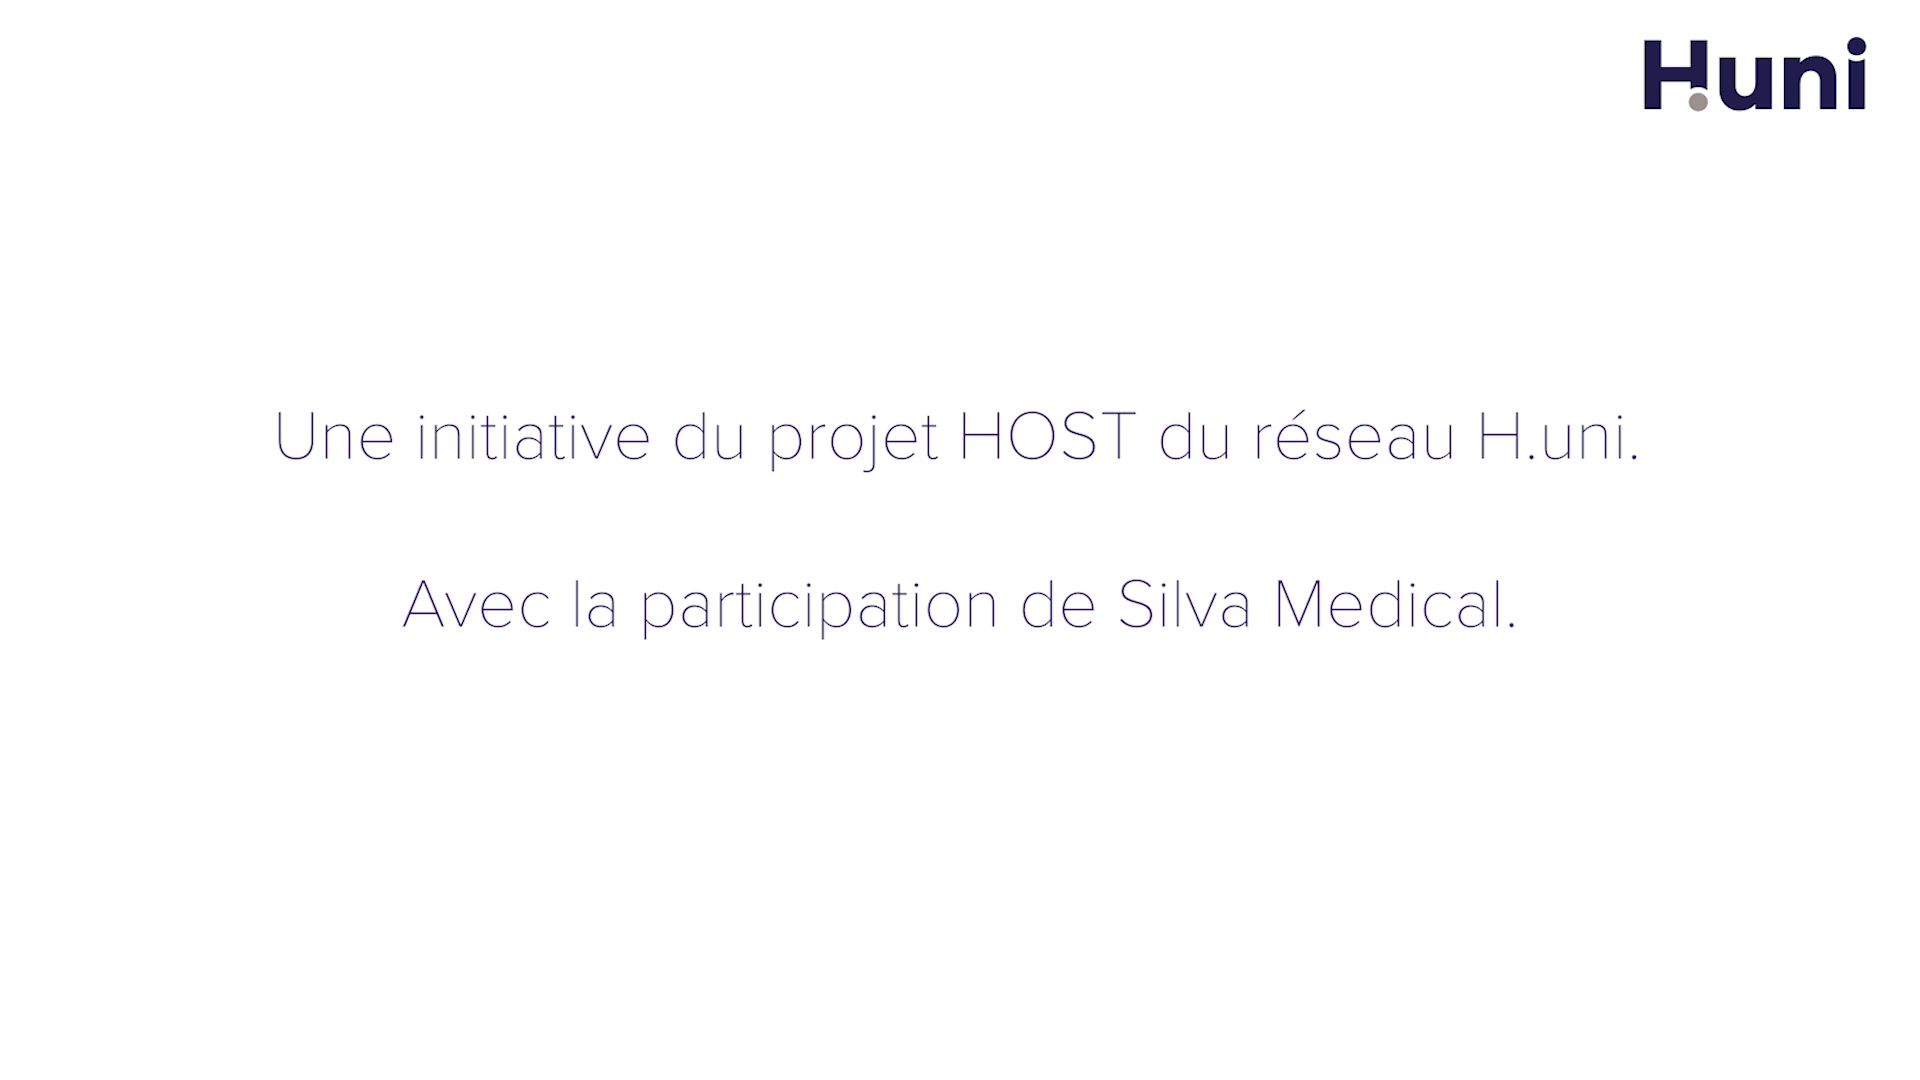 H.uni
Une initiative du projet HOST du réseau H.uni.
Avec la participation de Silva Medical.